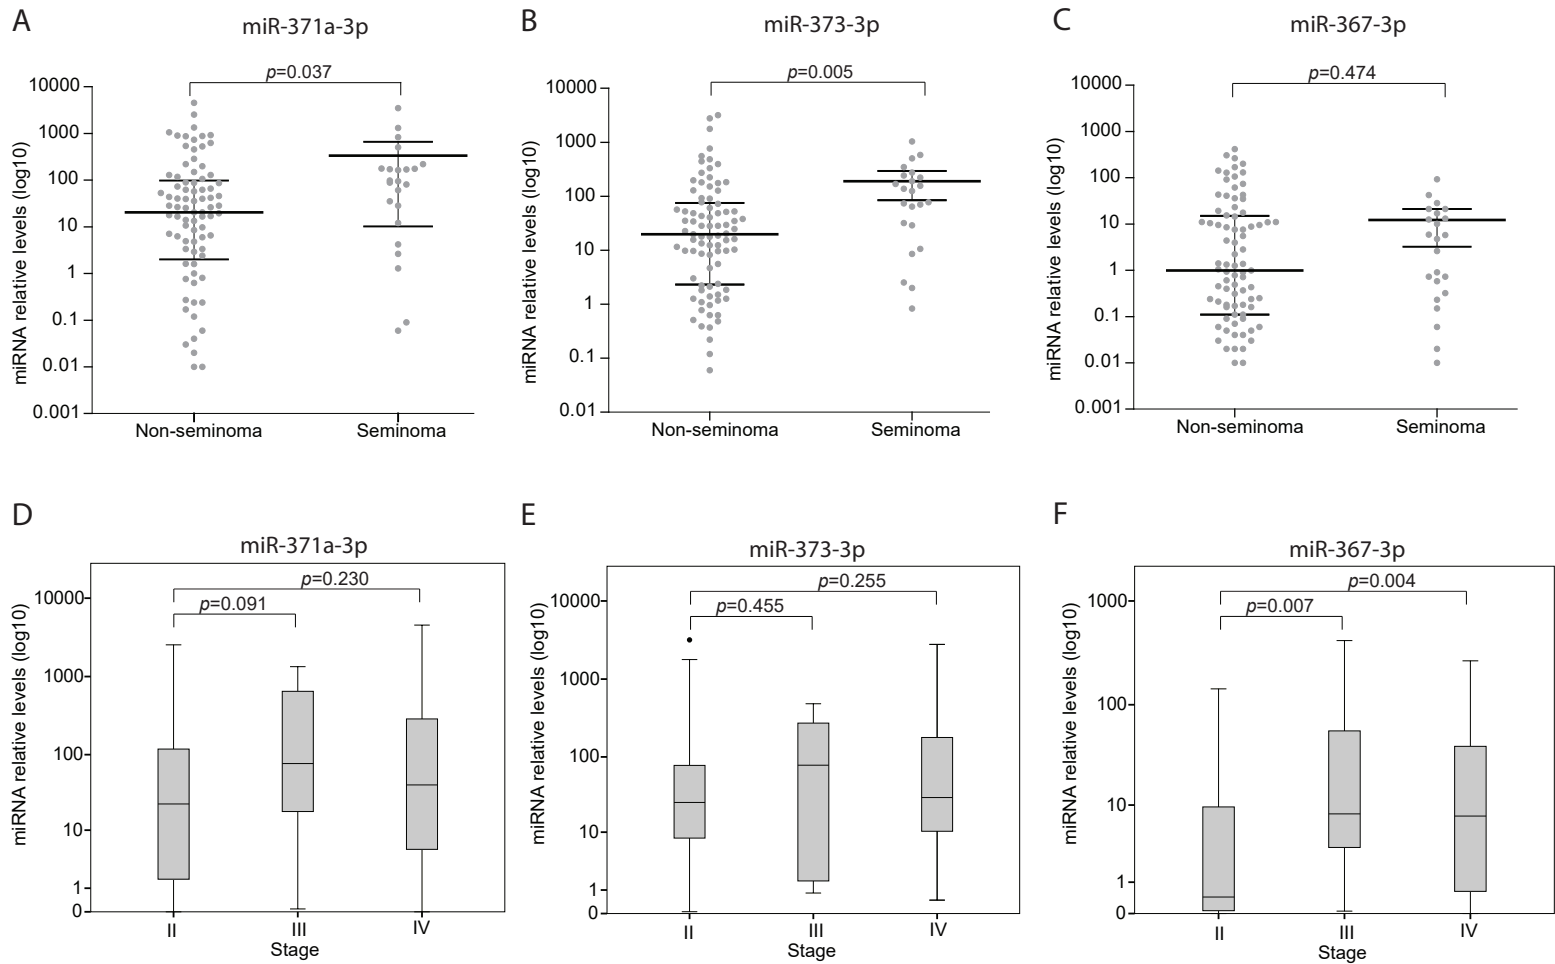 A
miR-371a-3p
p=0.037
miRNA relative levels (log10)
10000
1000
100
10
1
0.1
0.01
0.001
Non-seminoma
Seminoma
B
miR-373-3p
p=0.005
miRNA relative levels (log10)
10000
1000
100
10
1
0.1
0.01
Non-seminoma
Seminoma
C
miR-367-3p
p=0.474
miRNA relative levels (log10)
10000
1000
100
10
1
0.1
0.01
0.001
Non-seminoma
Seminoma
D
miR-371a-3p
p=0.230
p=0.091
miRNA relative levels (log10)
10000
1000
100
10
1
0
II
III
IV
Stage
E
miR-373-3p
p=0.255
p=0.455
miRNA relative levels (log10)
10000
1000
100
10
1
0
II
III
IV
Stage
F
miR-367-3p
p=0.004
p=0.007
miRNA relative levels (log10)
1000
100
10
1
0
II
III
IV
Stage